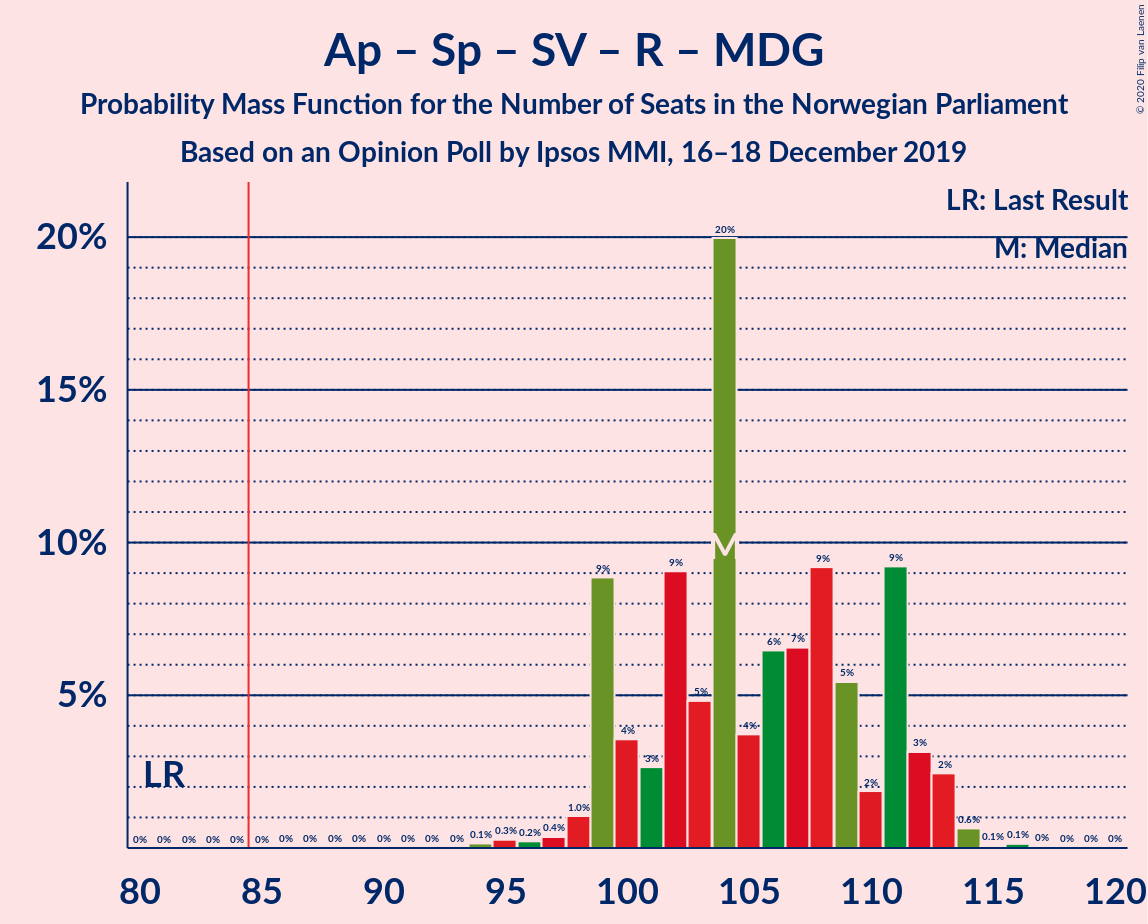 Ap – Sp – SV – R – MDG
Probability Mass Function for the Number of Seats in the Norwegian Parliament
Based on an Opinion Poll by Ipsos MMI, 16–18 December 2019
© 2020 Filip van Laenen
LR: Last Result
M: Median
20%
15%
10%
5%
LR
M
0% 0% 0% 0% 0% 0% 0% 0% 0% 0% 0% 0% 0% 0% 0.1% 0.3% 0.2% 0.4% 1.0% 9% 4% 3% 9% 5% 20% 4% 6% 7% 9% 5% 2% 9% 3% 2% 0.6% 0.1% 0.1% 0% 0% 0% 0%
80 85 90 95 100 105 110 115 120